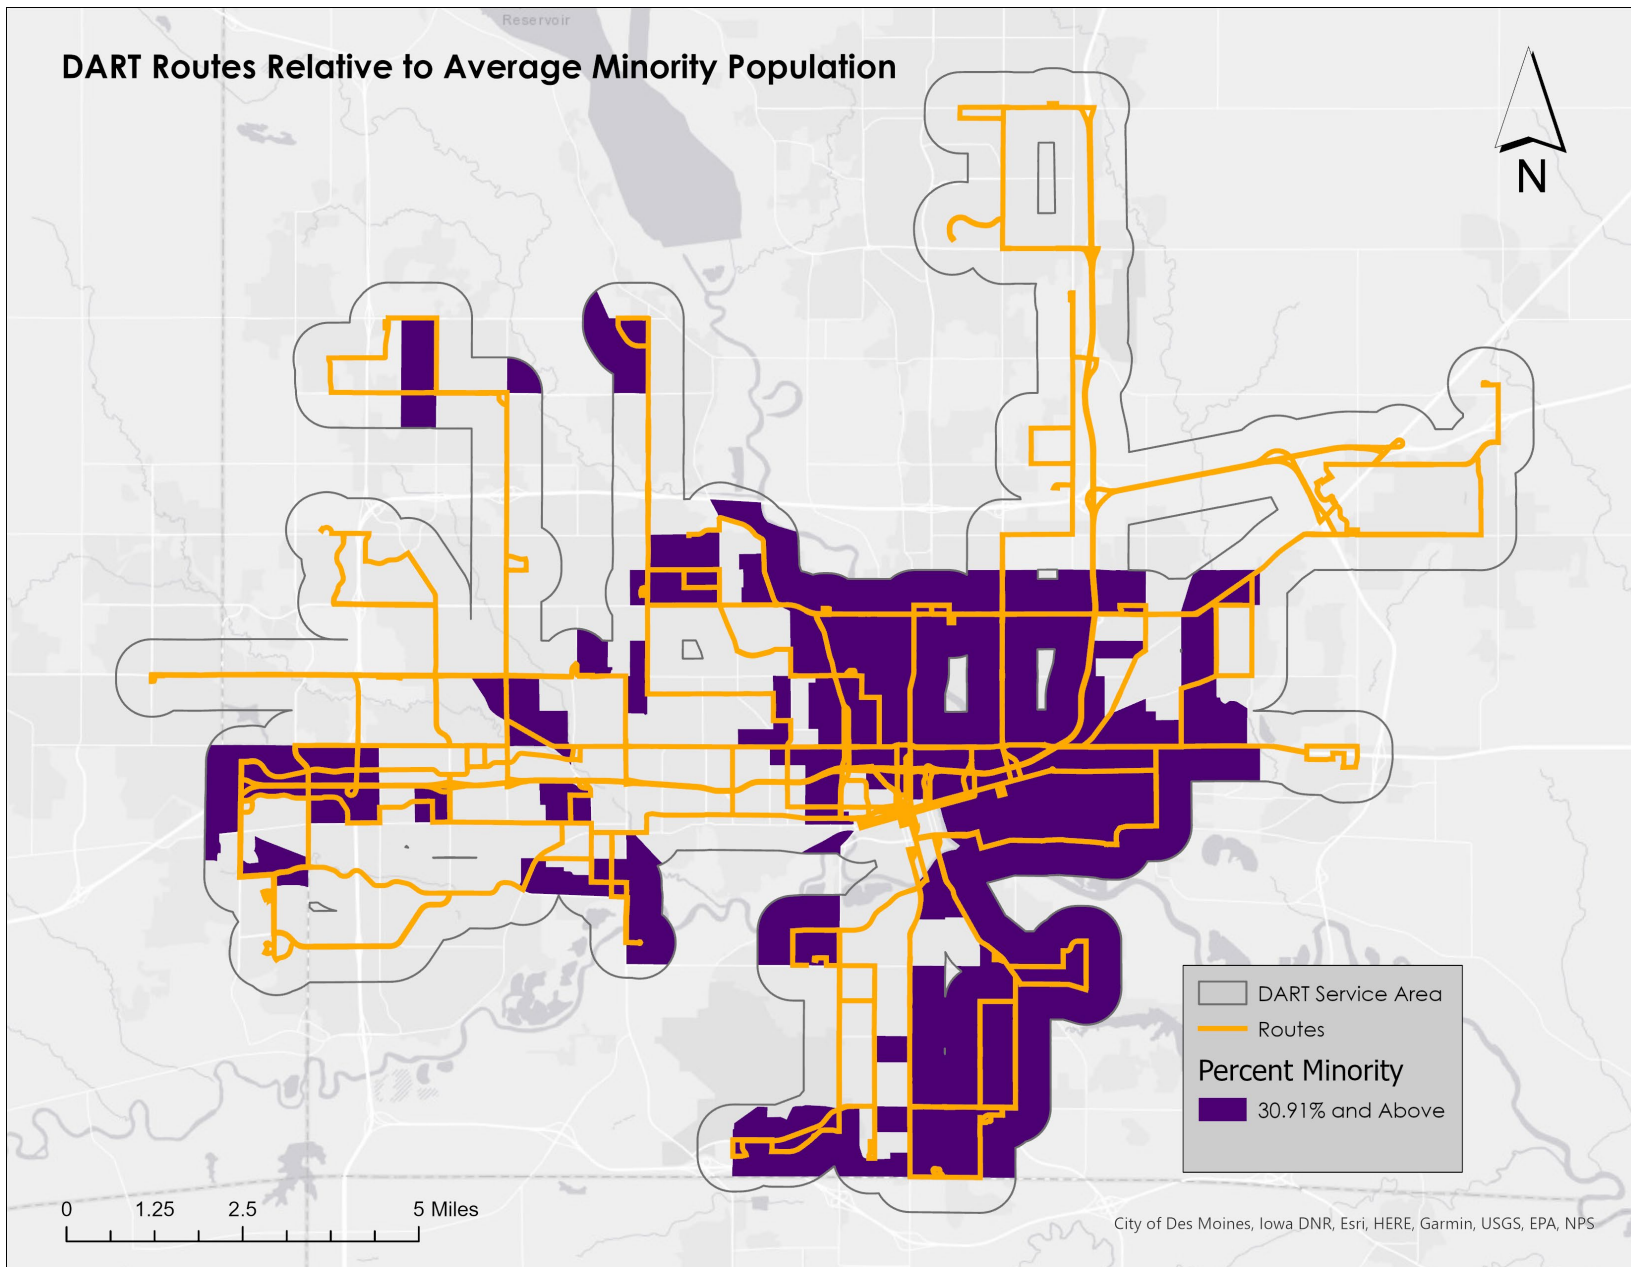 Reservoir
DART Routes Relative to Average Minority Population
N
DART Service Area
Routes
Percent Minority
30.91% and Above
0 1.25 2.5 5 Miles
City of Des Moines, Iowa DNR, Esri, HERE, Garmin, USGS, EPA, NPS